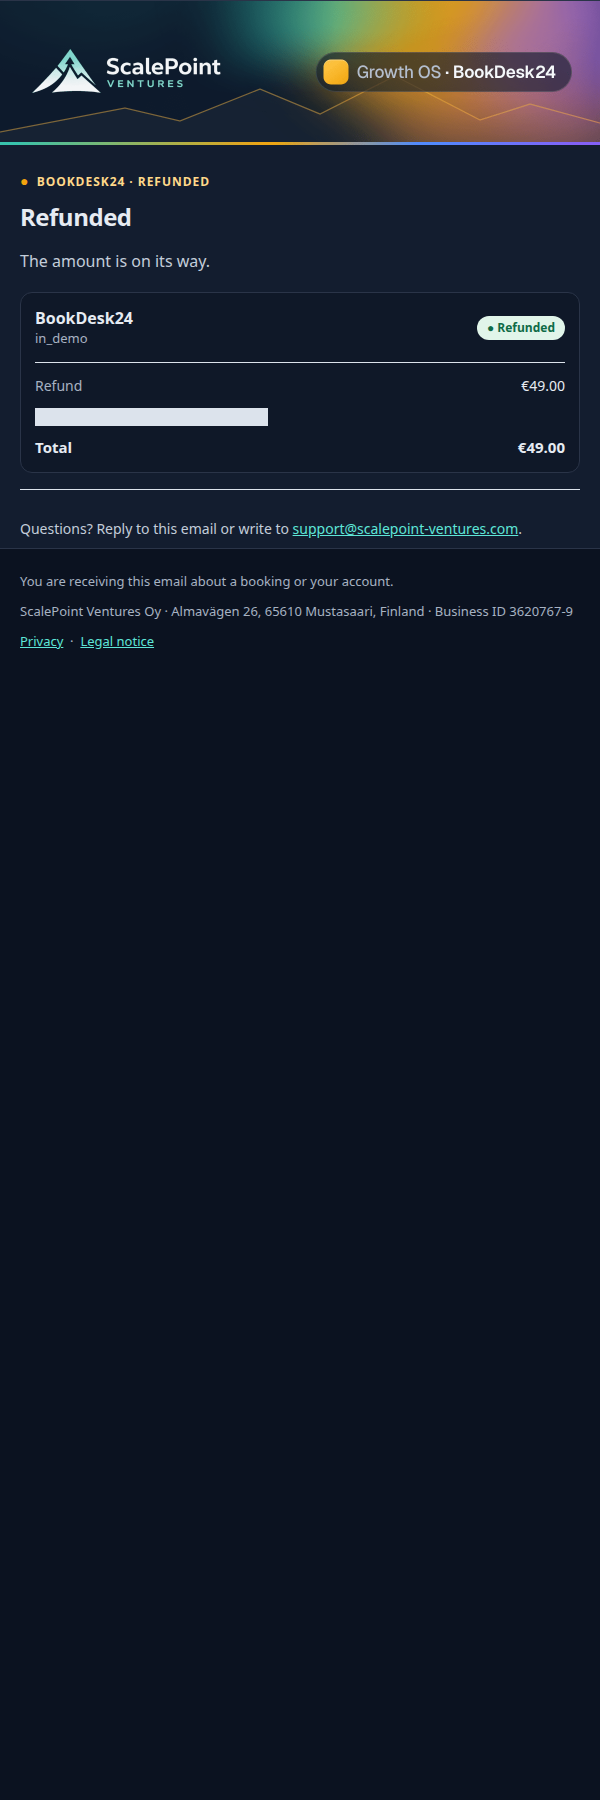 ScalePoint
VENTURES
Growth OS · BookDesk24
BOOKDESK24 · REFUNDED
Refunded
The amount is on its way.
BookDesk24
in_demo
● Refunded
Refund €49.00
Total €49.00
Questions? Reply to this email or write to support@scalepoint-ventures.com.
You are receiving this email about a booking or your account.
ScalePoint Ventures Oy · Almavägen 26, 65610 Mustasaari, Finland · Business ID 3620767-9
Privacy · Legal notice